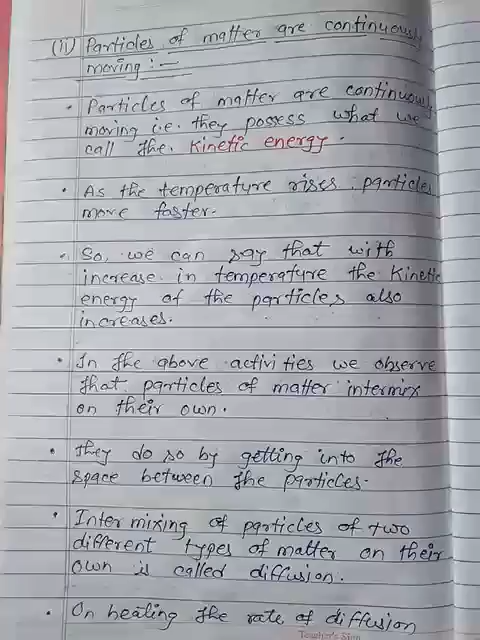 (ii) Particles of matter are continuously
moving :-
• Particles of matter are continuously
moving i.e. they possess what we
call the. Kinetic energy.
• As the temperature rises, particles
move faster.
• So, we can say that with
increase in temperature the Kinetic
energy of the particles also
increases.
• In the above activities we observe
that particles of matter intermix
on their own.
• they do so by getting into the
space between the particles.
• Inter mixing of particles of two
different types of matter on their
own is called diffusion.
• On heating the rate of diffusion
Teacher's Sign